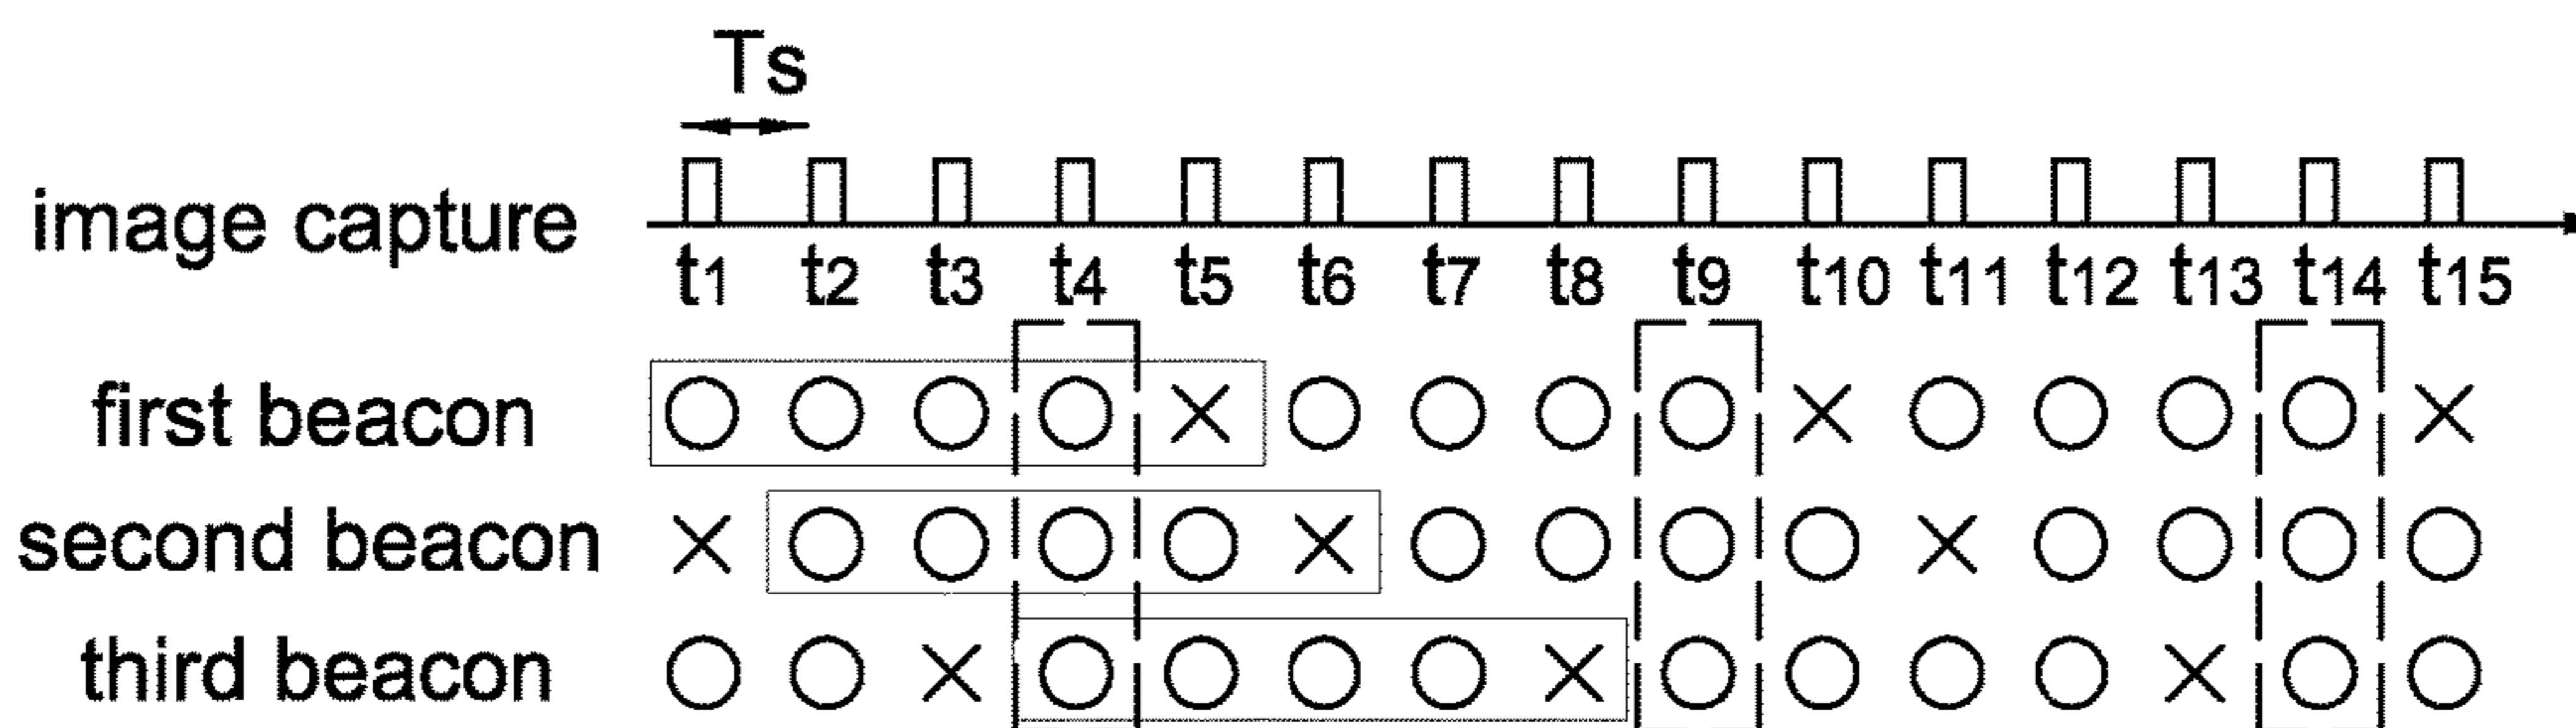 Ts
image capture
t1 t2 t3 t4 t5 t6 t7 t8 t9 t10 t11 t12 t13 t14 t15
first beacon
second beacon
third beacon